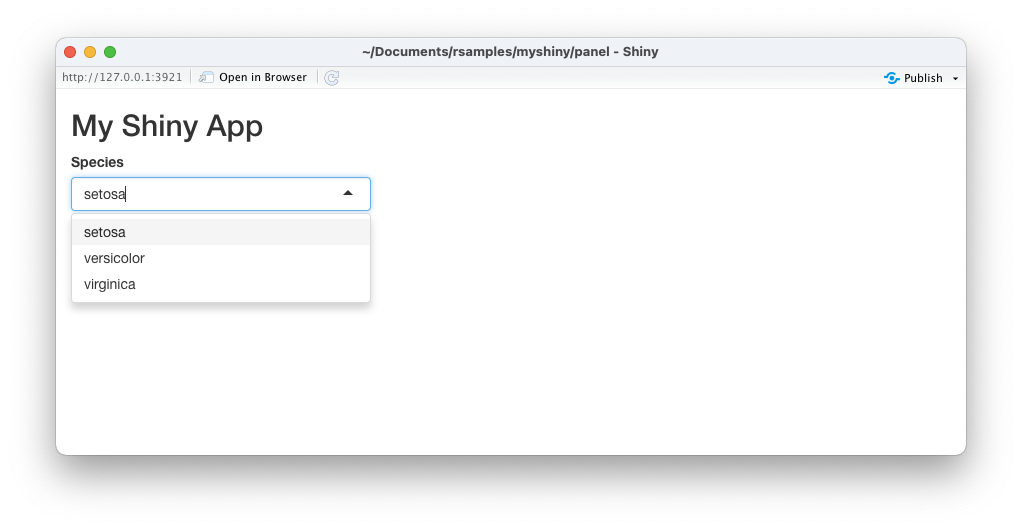 ~/Documents/rsamples/myshiny/panel - Shiny
http://127.0.0.1:3921 Open in Browser Publish
My Shiny App
Species
setosa
setosa
versicolor
virginica